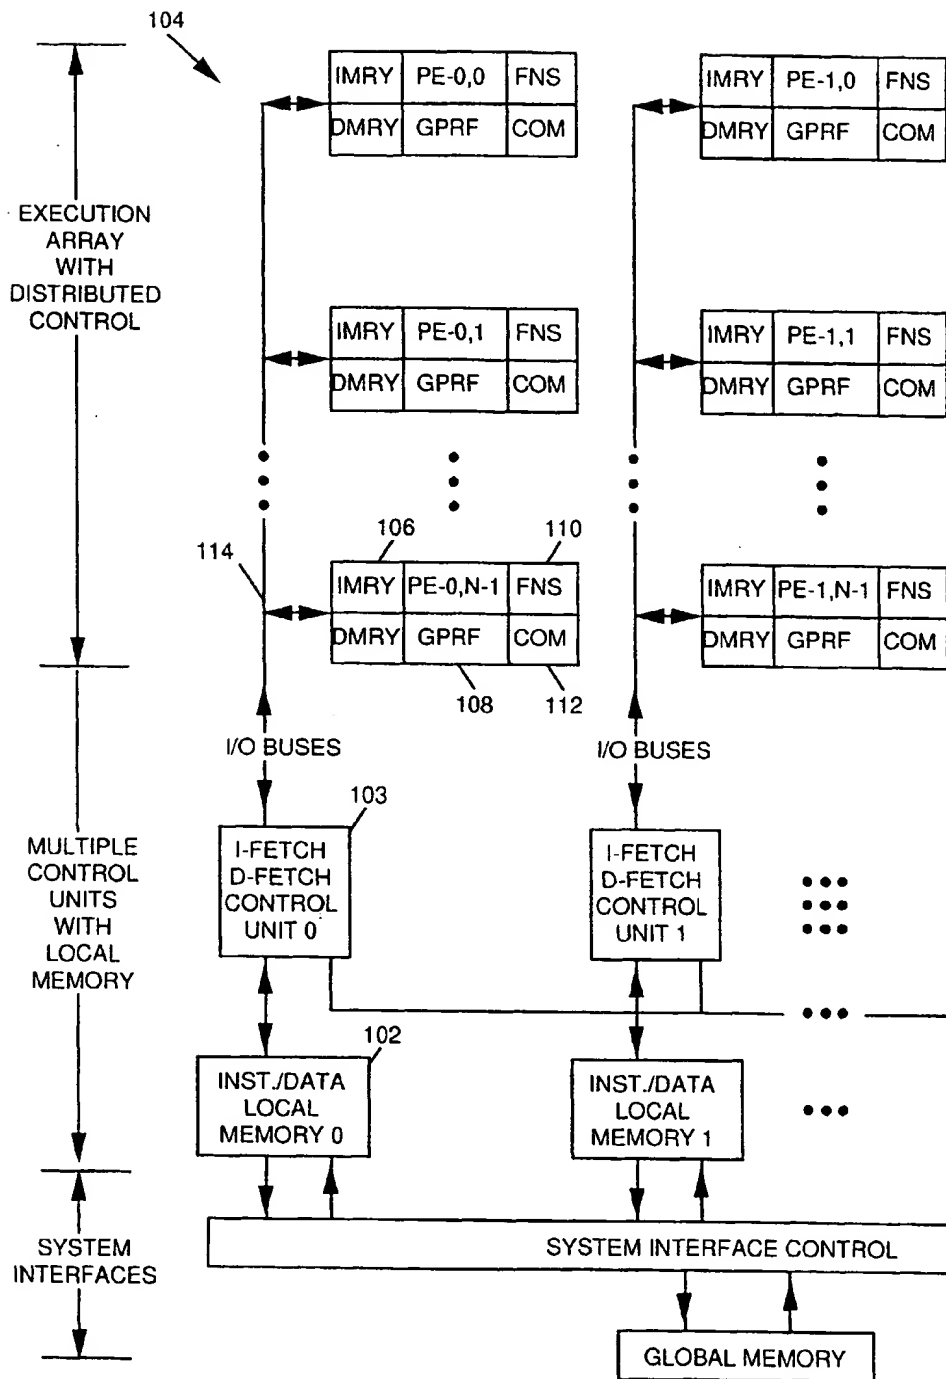 104
IMRY PE-0,0 FNS
DMRY GPRF COM
IMRY PE-1,0 FNS
DMRY GPRF COM
EXECUTION
ARRAY
WITH
DISTRIBUTED
CONTROL
IMRY PE-0,1 FNS
DMRY GPRF COM
IMRY PE-1,1 FNS
DMRY GPRF COM
114
106
110
IMRY PE-0,N-1 FNS
DMRY GPRF COM
108
112
IMRY PE-1,N-1 FNS
DMRY GPRF COM
I/O BUSES
I/O BUSES
103
MULTIPLE
CONTROL
UNITS
WITH
LOCAL
MEMORY
I-FETCH
D-FETCH
CONTROL
UNIT 0
I-FETCH
D-FETCH
CONTROL
UNIT 1
102
INST./DATA
LOCAL
MEMORY 0
INST./DATA
LOCAL
MEMORY 1
SYSTEM
INTERFACES
SYSTEM INTERFACE CONTROL
GLOBAL MEMORY